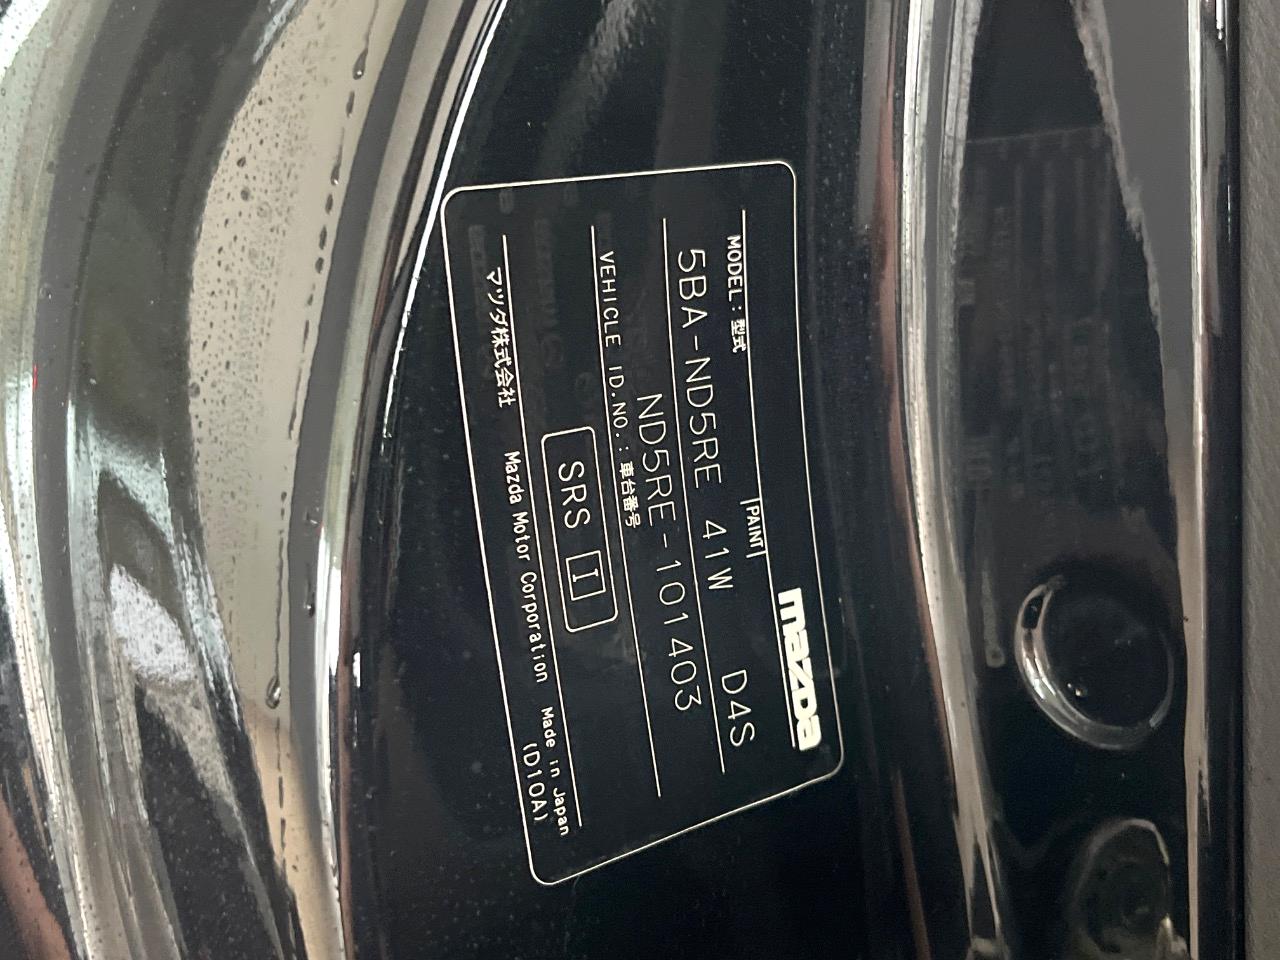 mazda
MODEL : 型式
PAINT
5BA-ND5RE 41W D4S
ND5RE-101403
VEHICLE ID.NO. : 車台番号
SRS I
マツダ株式会社 Mazda Motor Corporation Made in Japan
(D10A)